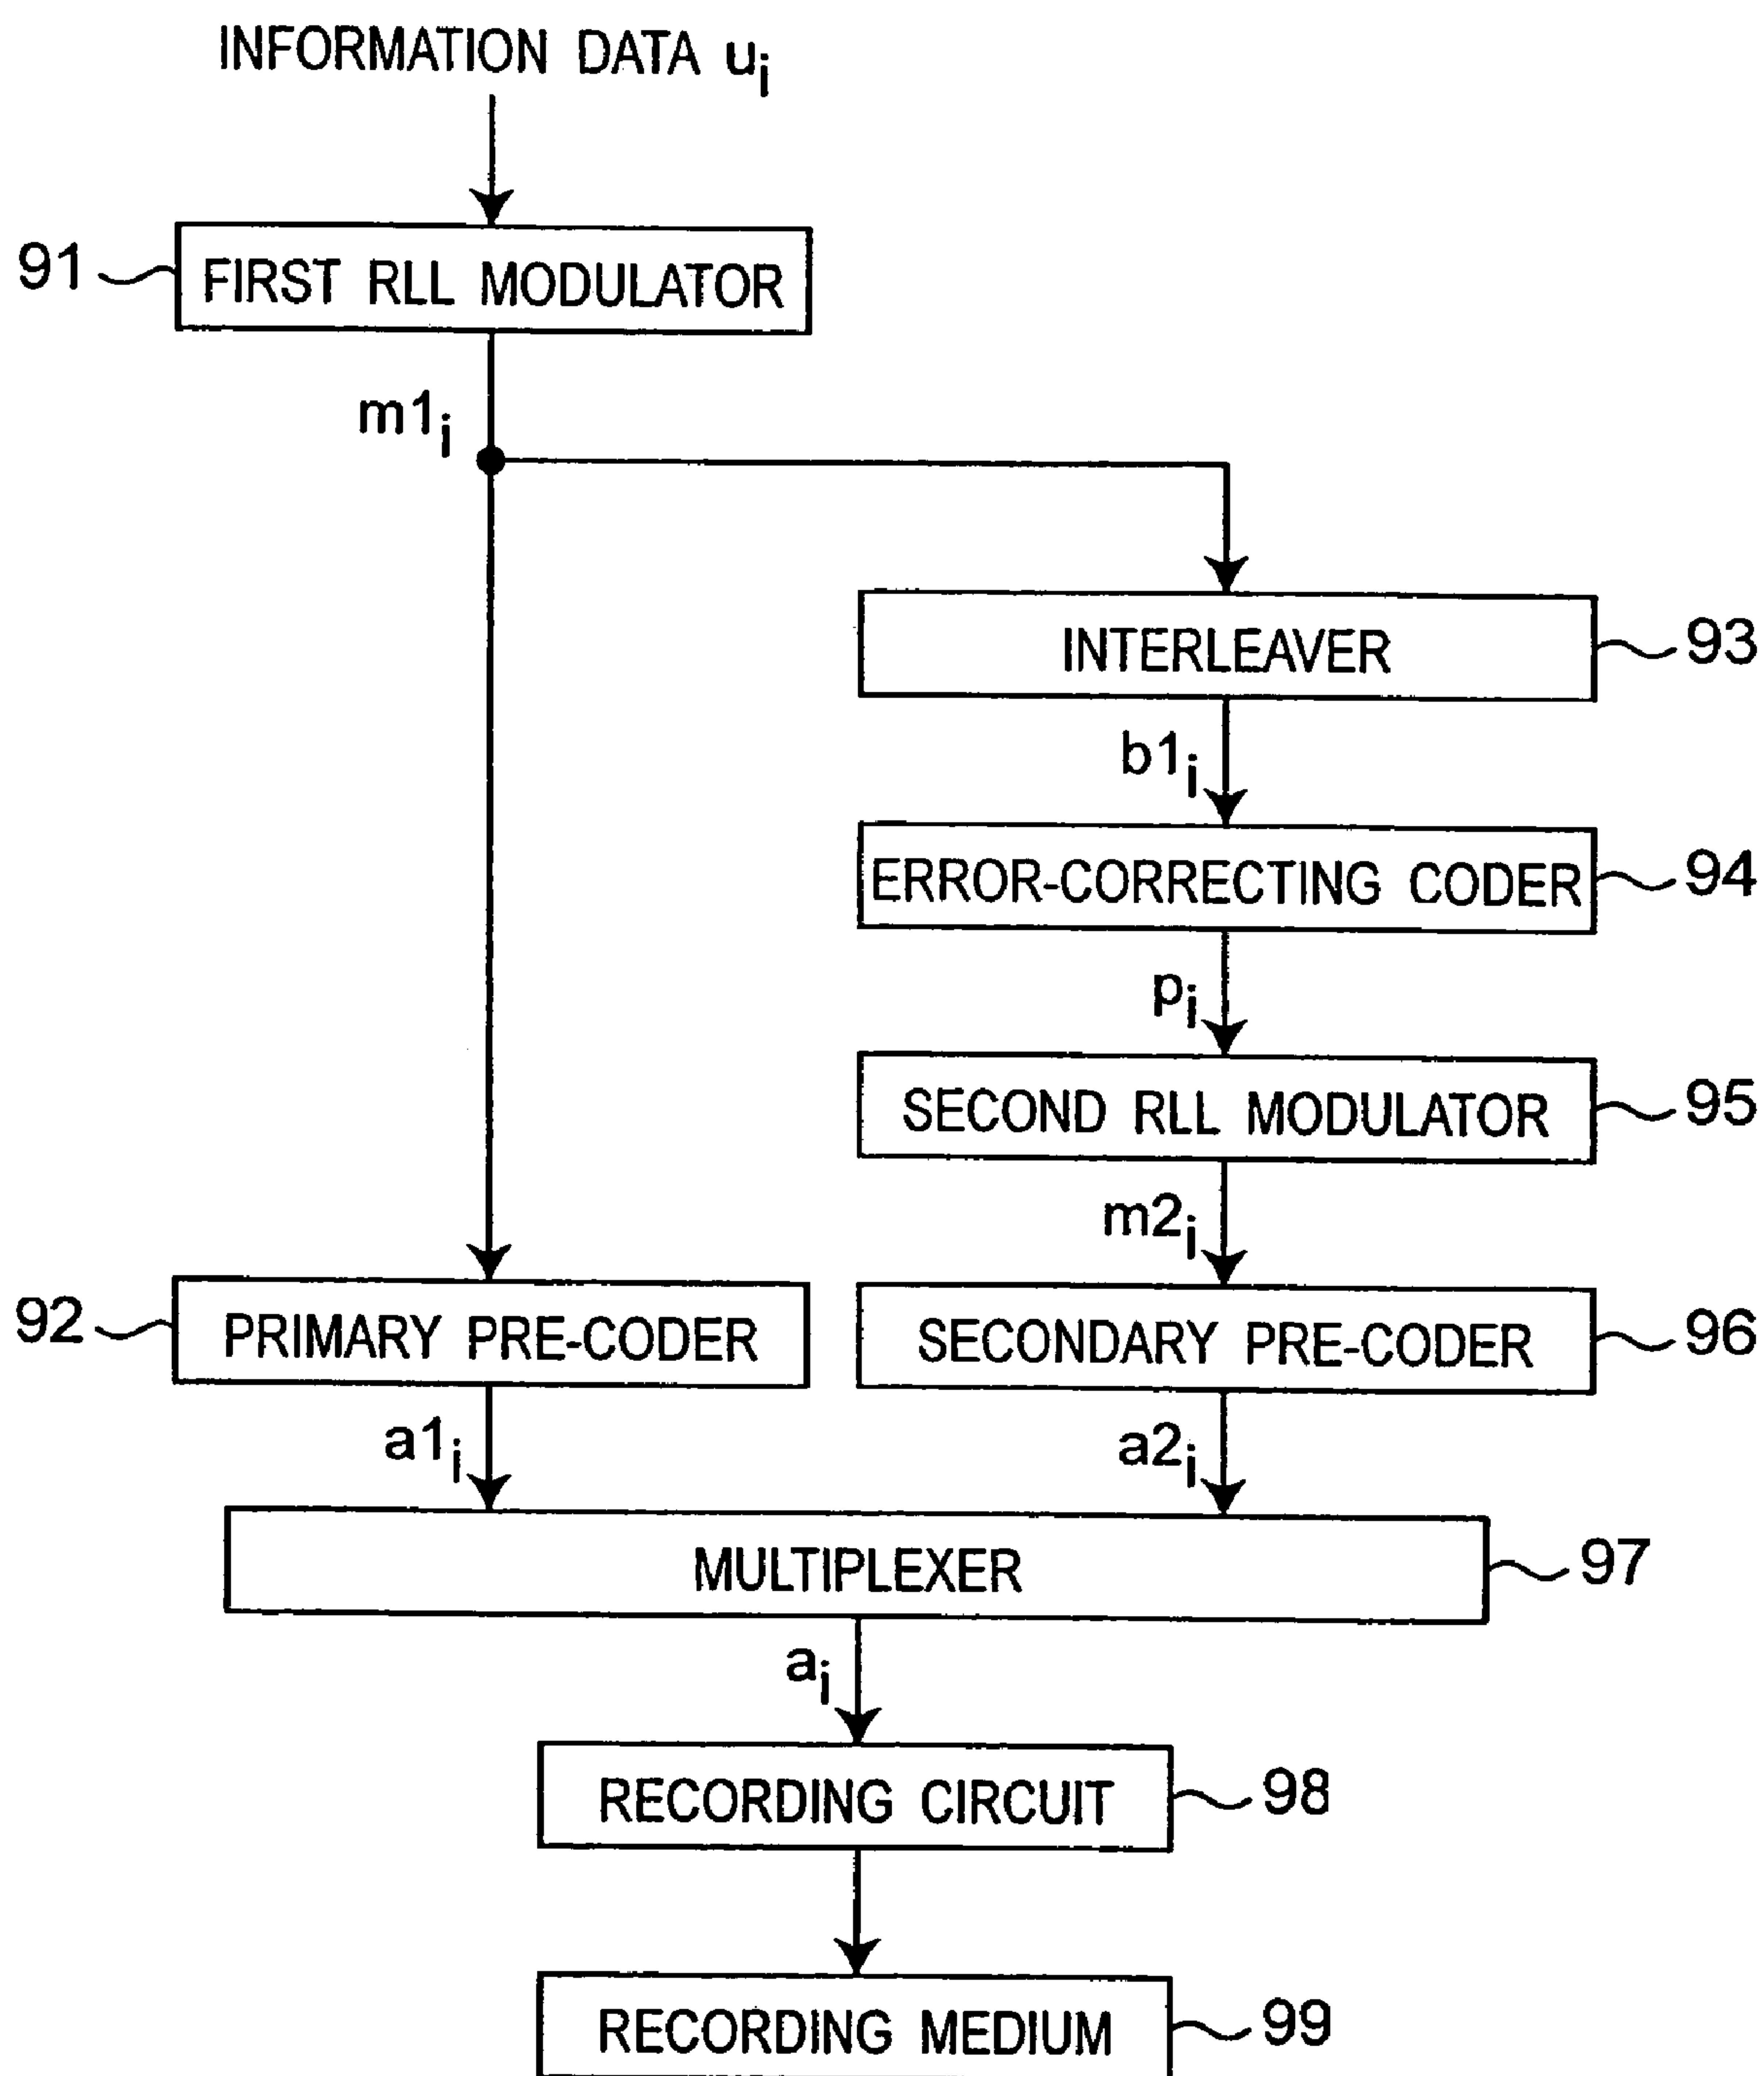 INFORMATION DATA ui
91
FIRST RLL MODULATOR
m1i
INTERLEAVER
93
b1i
ERROR-CORRECTING CODER
94
pi
SECOND RLL MODULATOR
95
m2i
92
PRIMARY PRE-CODER
SECONDARY PRE-CODER
96
a1i
a2i
MULTIPLEXER
97
ai
RECORDING CIRCUIT
98
RECORDING MEDIUM
99